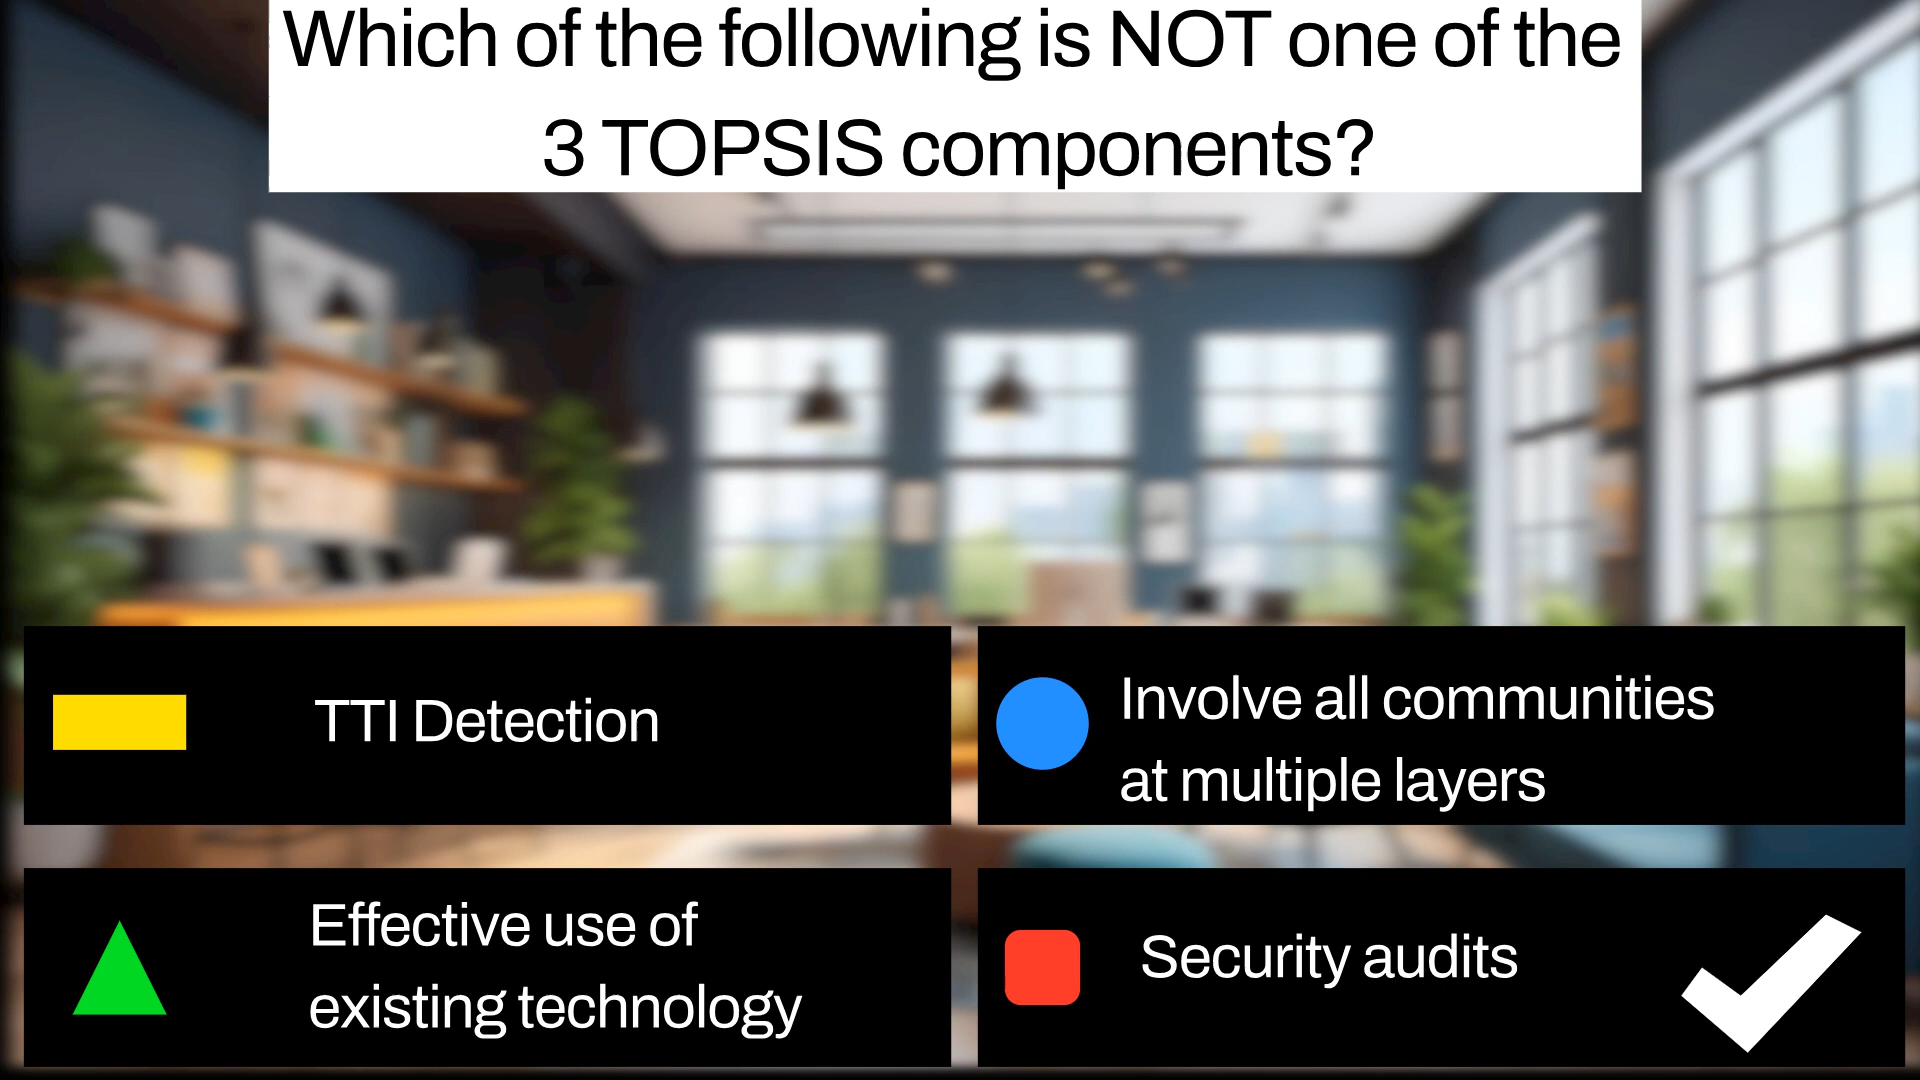 Which of the following is NOT one of the
3 TOPSIS components?
TTI Detection
Involve all communities
at multiple layers
Effective use of
existing technology
Security audits